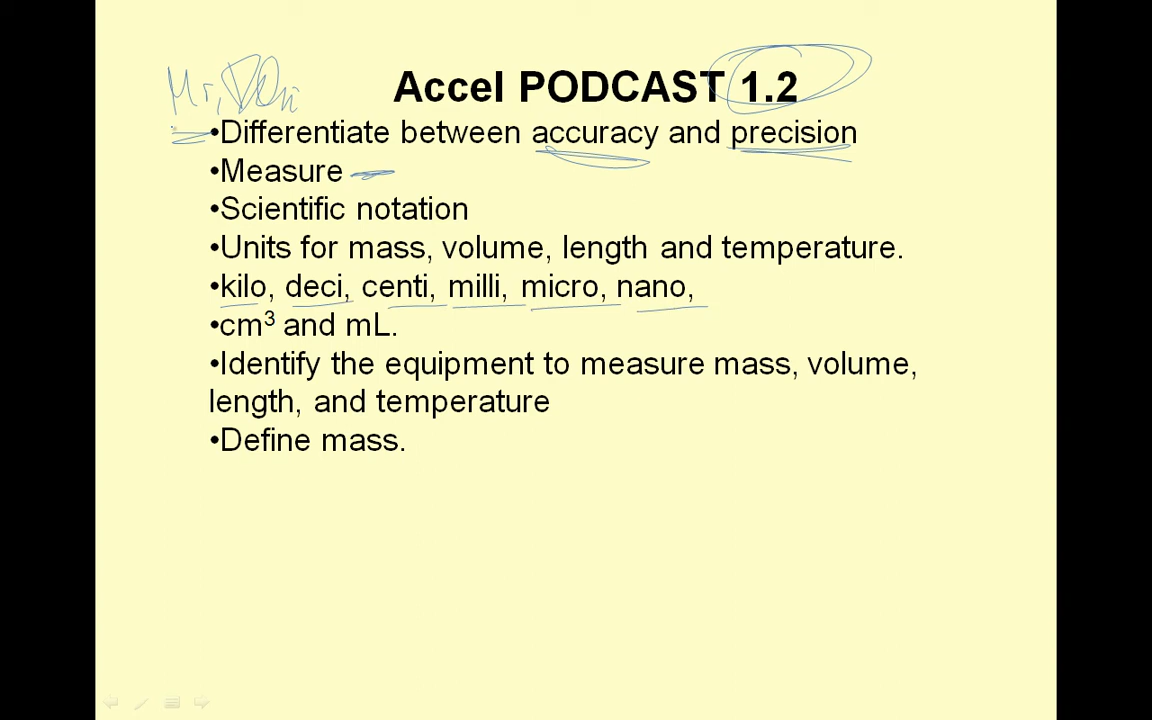 Mr,
Accel PODCAST 1.2
•Differentiate between accuracy and precision
•Measure
•Scientific notation
•Units for mass, volume, length and temperature.
•kilo, deci, centi, milli, micro, nano,
•cm³ and mL.
•Identify the equipment to measure mass, volume,
length, and temperature
•Define mass.